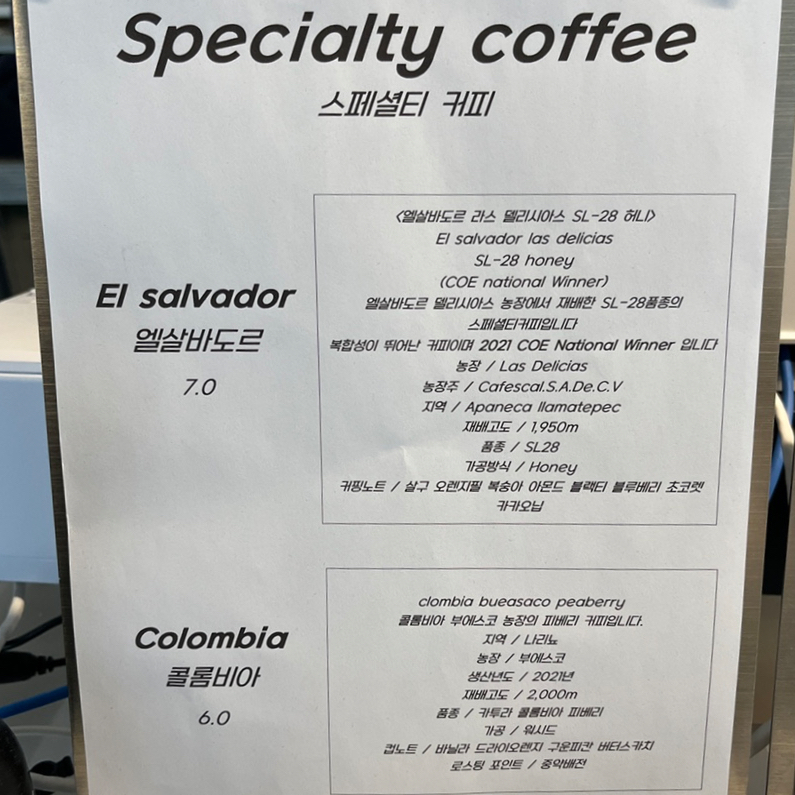 Specialty coffee
스페셜티 커피
El salvador
엘살바도르
7.0
<엘살바도르 라스 델리시아스 SL-28 허니>
El salvador las delicias
SL-28 honey
(COE national Winner)
엘살바도르 델리시아스 농장에서 재배한 SL-28품종의
스페셜티커피입니다
복합성이 뛰어난 커피이며 2021 COE National Winner 입니다
농장 / Las Delicias
농장주 / Cafescal.S.A.De.C.V
지역 / Apaneca llamatepec
재배고도 / 1,950m
품종 / SL28
가공방식 / Honey
커핑노트 / 살구 오렌지필 복숭아 아몬드 블랙티 블루베리 초코렛
카카오닙
Colombia
콜롬비아
6.0
clombia bueasaco peaberry
콜롬비아 부에스코 농장의 피베리 커피입니다.
지역 / 나리뇨
농장 / 부에스코
생산년도 / 2021년
재배고도 / 2,000m
품종 / 카투라 콜롬비아 피베리
가공 / 워시드
컵노트 / 바닐라 드라이오렌지 구운피칸 버터스카치
로스팅 포인트 / 중약배전